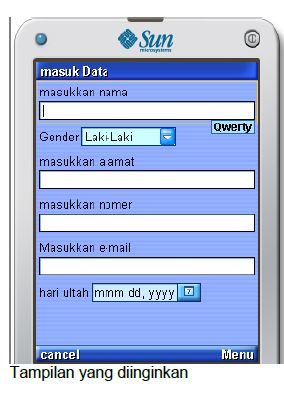 Sun
microsystems
masuk Data
masukkan nama
Qwerty
Gender Laki-Laki
masukkan alamat
masukkan nomer
Masukkan e-mail
hari ultah mmm dd, yyyy
cancel Menu
Tampilan yang diinginkan